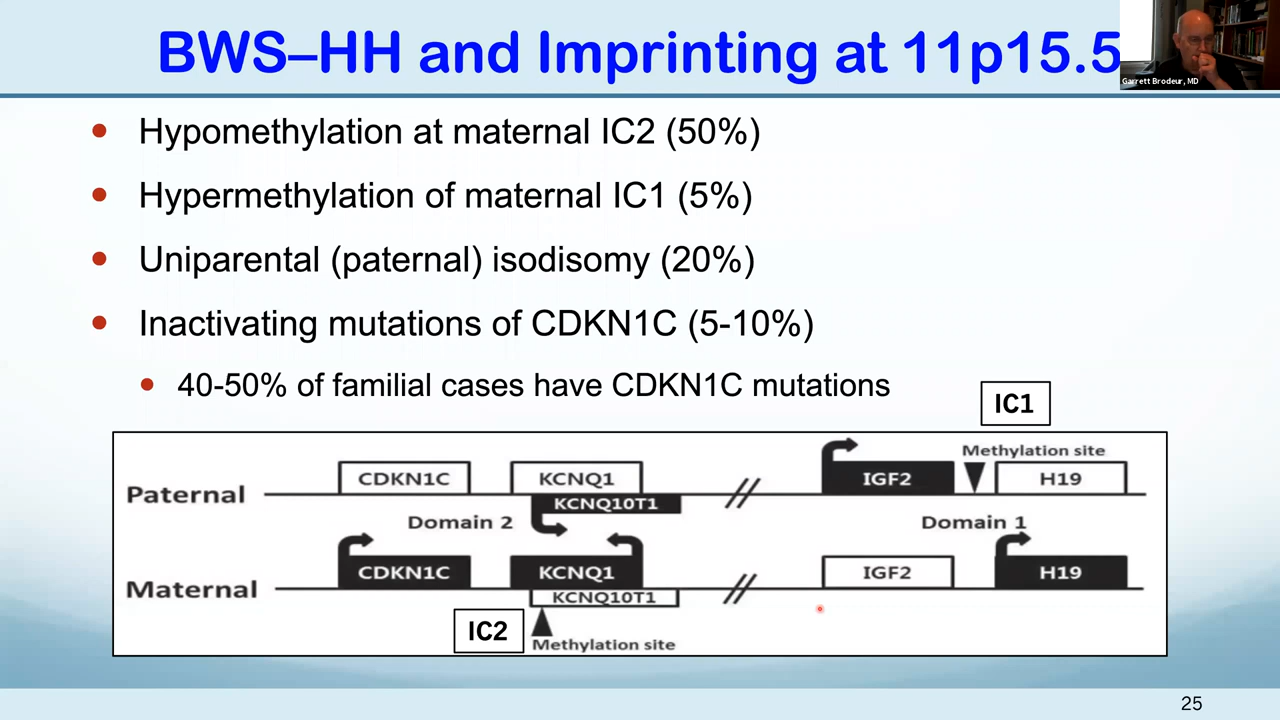 BWS–HH and Imprinting at 11p15.5
Garrett Brodeur, MD
Hypomethylation at maternal IC2 (50%)
Hypermethylation of maternal IC1 (5%)
Uniparental (paternal) isodisomy (20%)
Inactivating mutations of CDKN1C (5-10%)
40-50% of familial cases have CDKN1C mutations
IC1
Methylation site
CDKN1C KCNQ1 IGF2 H19
Paternal
KCNQ10T1
Domain 2 Domain 1
CDKN1C KCNQ1 IGF2 H19
Maternal
KCNQ10T1
IC2
Methylation site
25